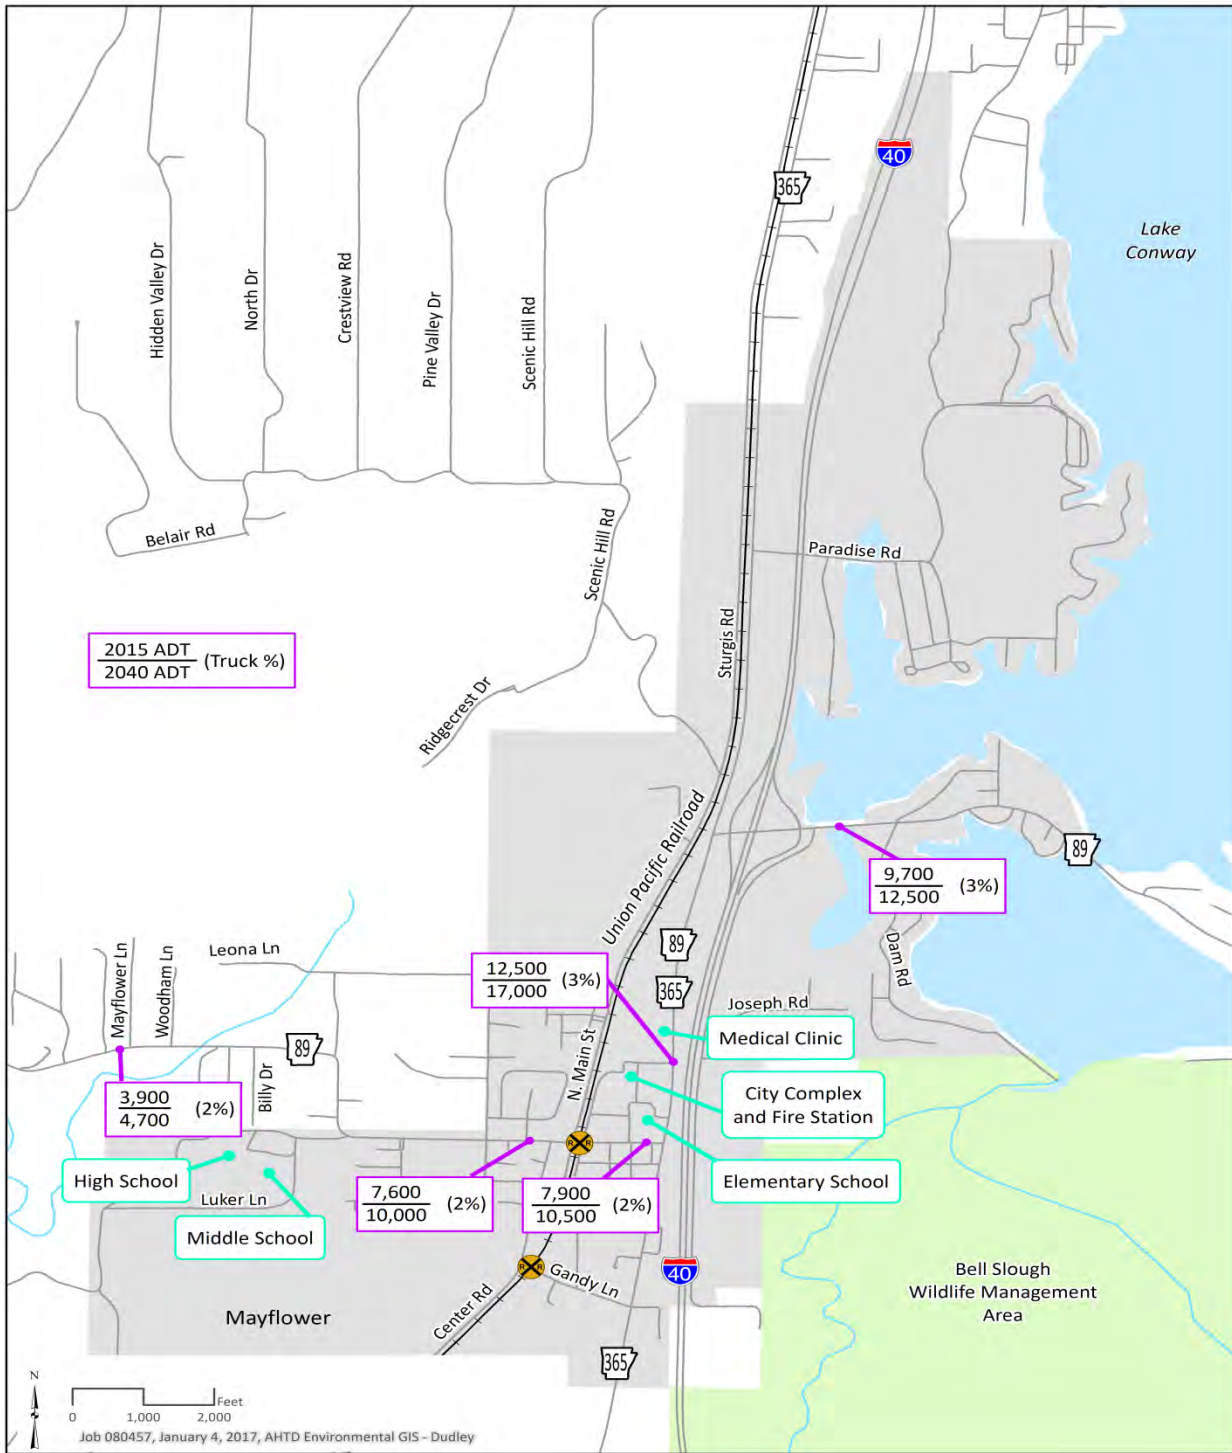 40
365
Lake
Conway
Hidden Valley Dr
North Dr
Crestview Rd
Pine Valley Dr
Scenic Hill Rd
Belair Rd
Scenic Hill Rd
Paradise Rd
Sturgis Rd
2015 ADT
2040 ADT
(Truck %)
Ridgecrest Dr
Union Pacific Railroad
89
9,700
12,500
(3%)
Mayflower Ln
Woodham Ln
Leona Ln
89
12,500
17,000
(3%)
365
Dam Rd
Joseph Rd
Medical Clinic
N. Main St
89
Billy Dr
3,900
4,700
(2%)
City Complex
and Fire Station
R R
High School
7,600
10,000
(2%)
7,900
10,500
(2%)
Elementary School
Luker Ln
Middle School
R R
Gandy Ln
40
Center Rd
Mayflower
Bell Slough
Wildlife Management
Area
365
N
0 1,000 2,000
Feet
Job 080457, January 4, 2017, AHTD Environmental GIS - Dudley